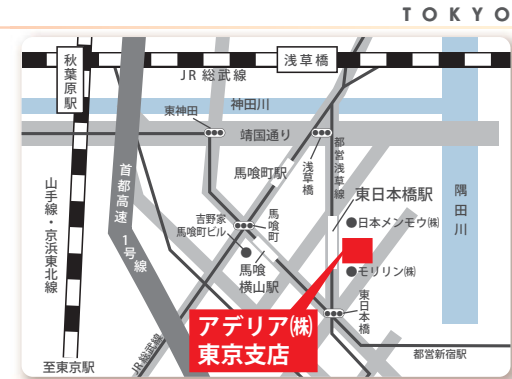 TOKYO
秋葉原駅
浅草橋
JR 総武線
東神田
神田川
靖国通り
浅草橋
都営浅草線
馬喰町駅
首都高速1号線
山手線・京浜東北線
吉野家
馬喰町ビル
馬喰町
馬喰
横山駅
東日本橋駅
●日本メンモウ㈱
隅田川
●モリリン㈱
東日本橋
アデリア㈱
東京支店
JR総武線
至東京駅
都営新宿駅